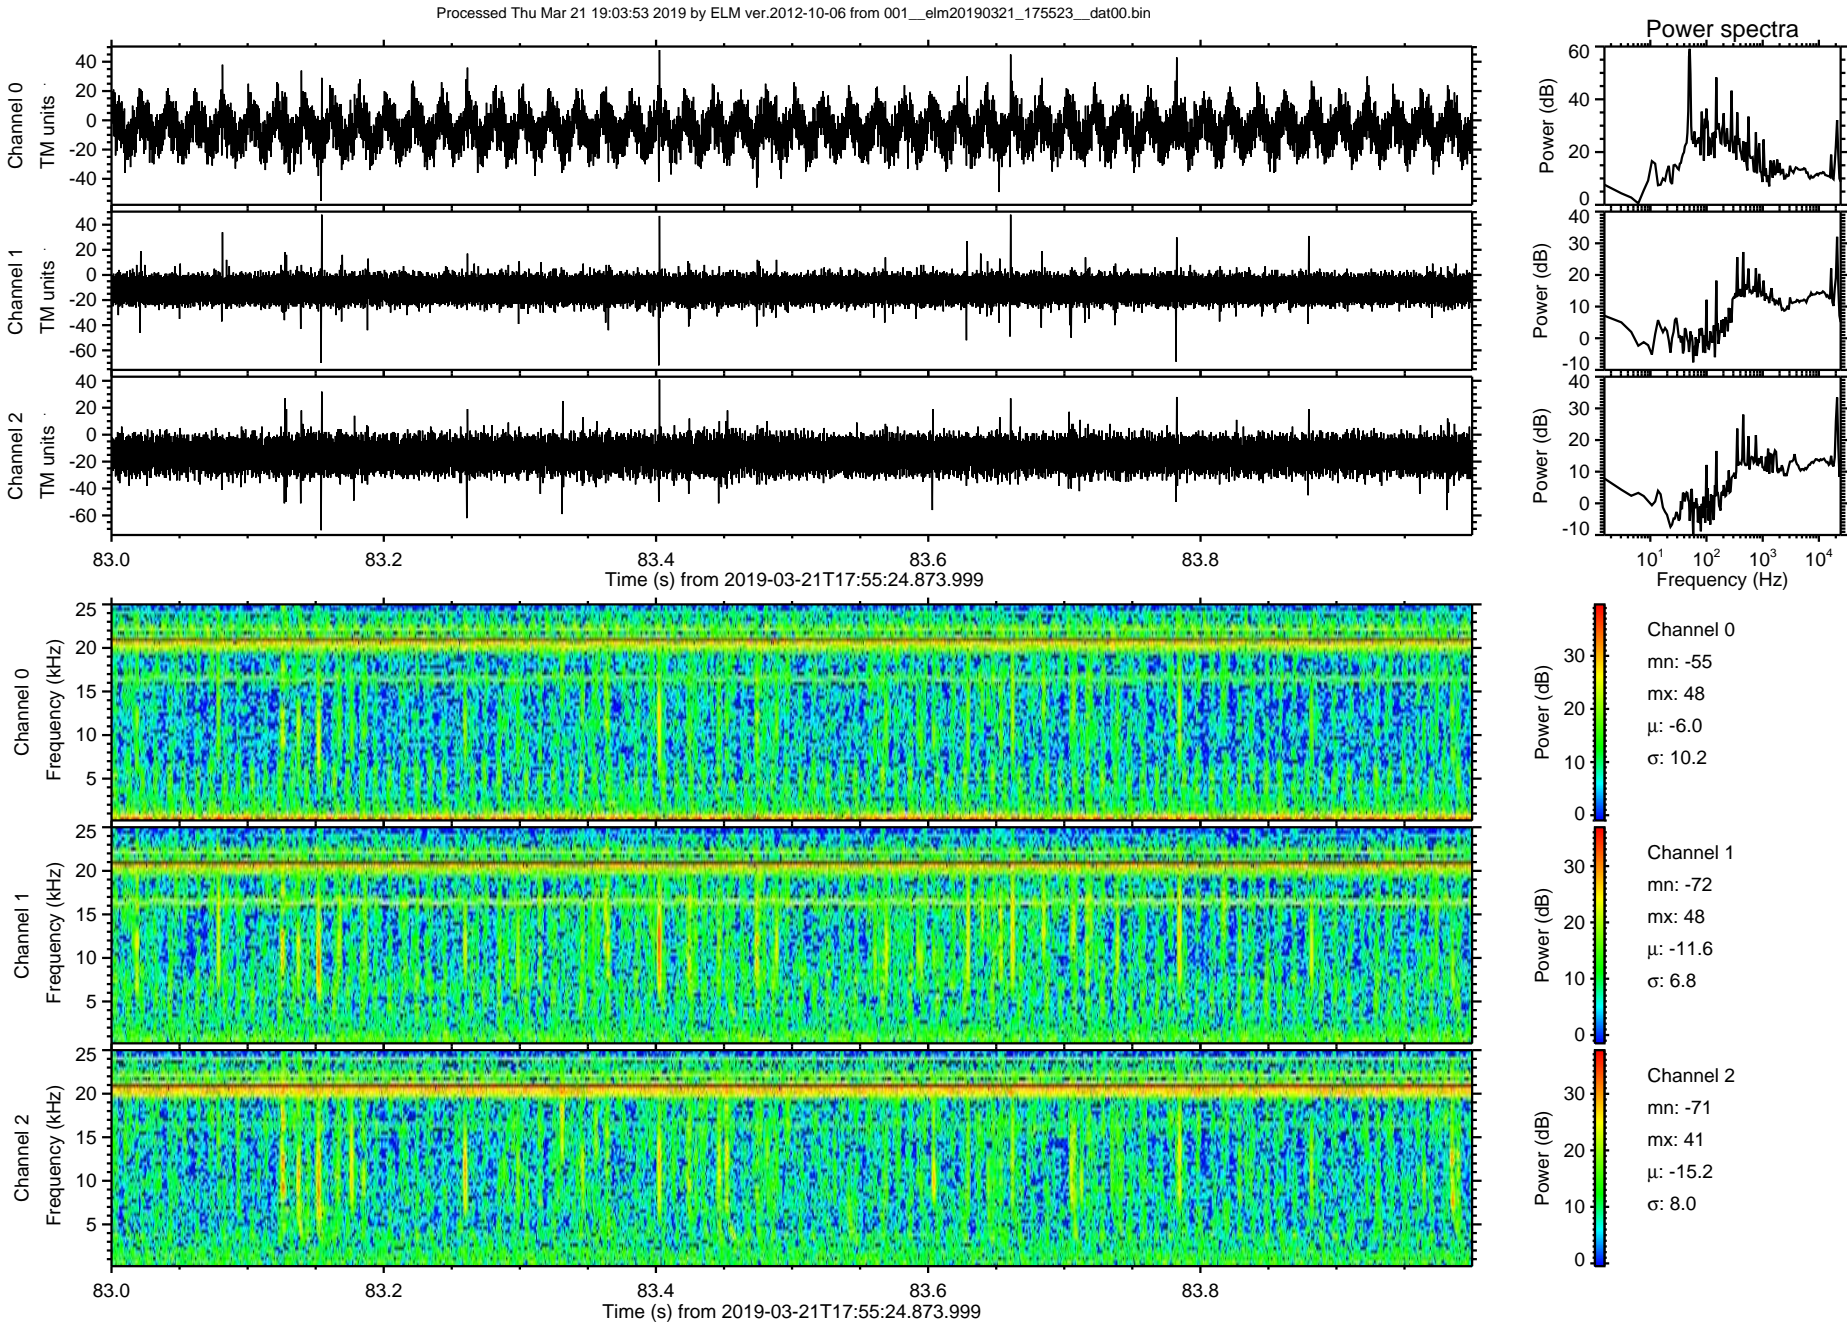 Processed Thu Mar 21 19:03:53 2019 by ELM ver.2012-10-06 from 001__elm20190321_175523__dat00.bin
Power spectra
Channel 0
TM units
40
20
0
-20
-40
Power (dB)
60
40
20
0
Channel 1
TM units
40
20
0
-20
-40
-60
Power (dB)
40
30
20
10
0
-10
Channel 2
TM units
40
20
0
-20
-40
-60
Power (dB)
40
30
20
10
0
-10
83.0 83.2 83.4 83.6 83.8
Time (s) from 2019-03-21T17:55:24.873.999
10^1 10^2 10^3 10^4
Frequency (Hz)
Channel 0
Frequency (kHz)
25
20
15
10
5
Power (dB)
30
20
10
0
Channel 0
mn: -55
mx: 48
μ: -6.0
σ: 10.2
Channel 1
Frequency (kHz)
25
20
15
10
5
Power (dB)
30
20
10
0
Channel 1
mn: -72
mx: 48
μ: -11.6
σ: 6.8
Channel 2
Frequency (kHz)
25
20
15
10
5
Power (dB)
30
20
10
0
Channel 2
mn: -71
mx: 41
μ: -15.2
σ: 8.0
83.0 83.2 83.4 83.6 83.8
Time (s) from 2019-03-21T17:55:24.873.999